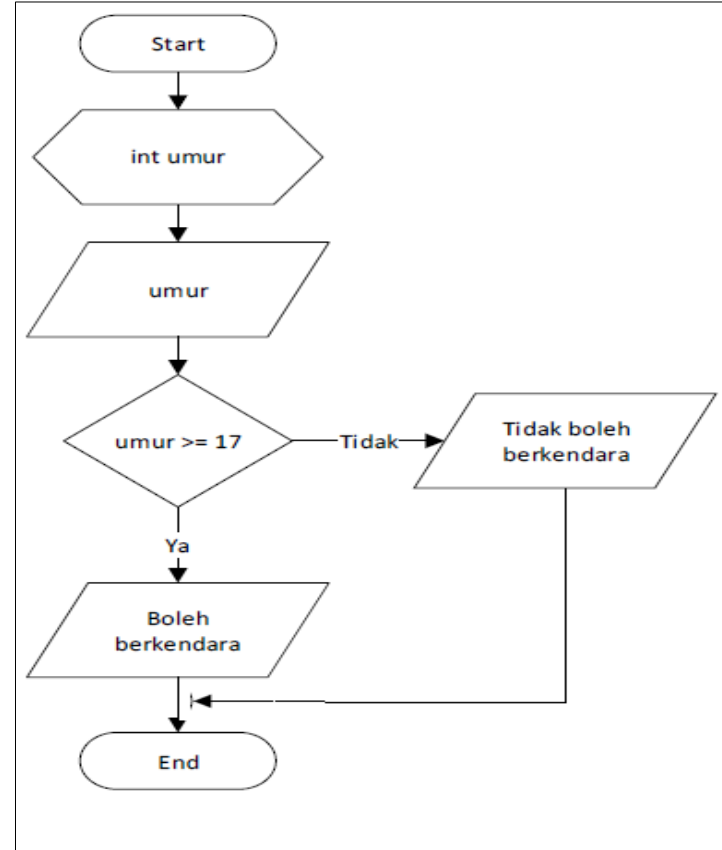 Start
int umur
umur
umur >= 17
Tidak
Tidak boleh
berkendara
Ya
Boleh
berkendara
End